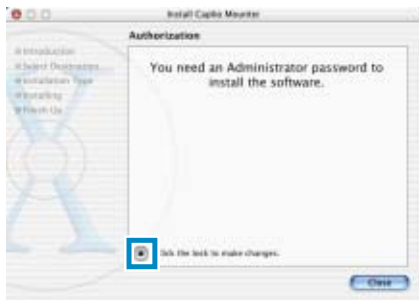 Install Caplio Mounter
Authorization
Introduction
Select Destination
Installation Type
Installing
Finish Up
You need an Administrator password to
install the software.
Click the lock to make changes.
Close